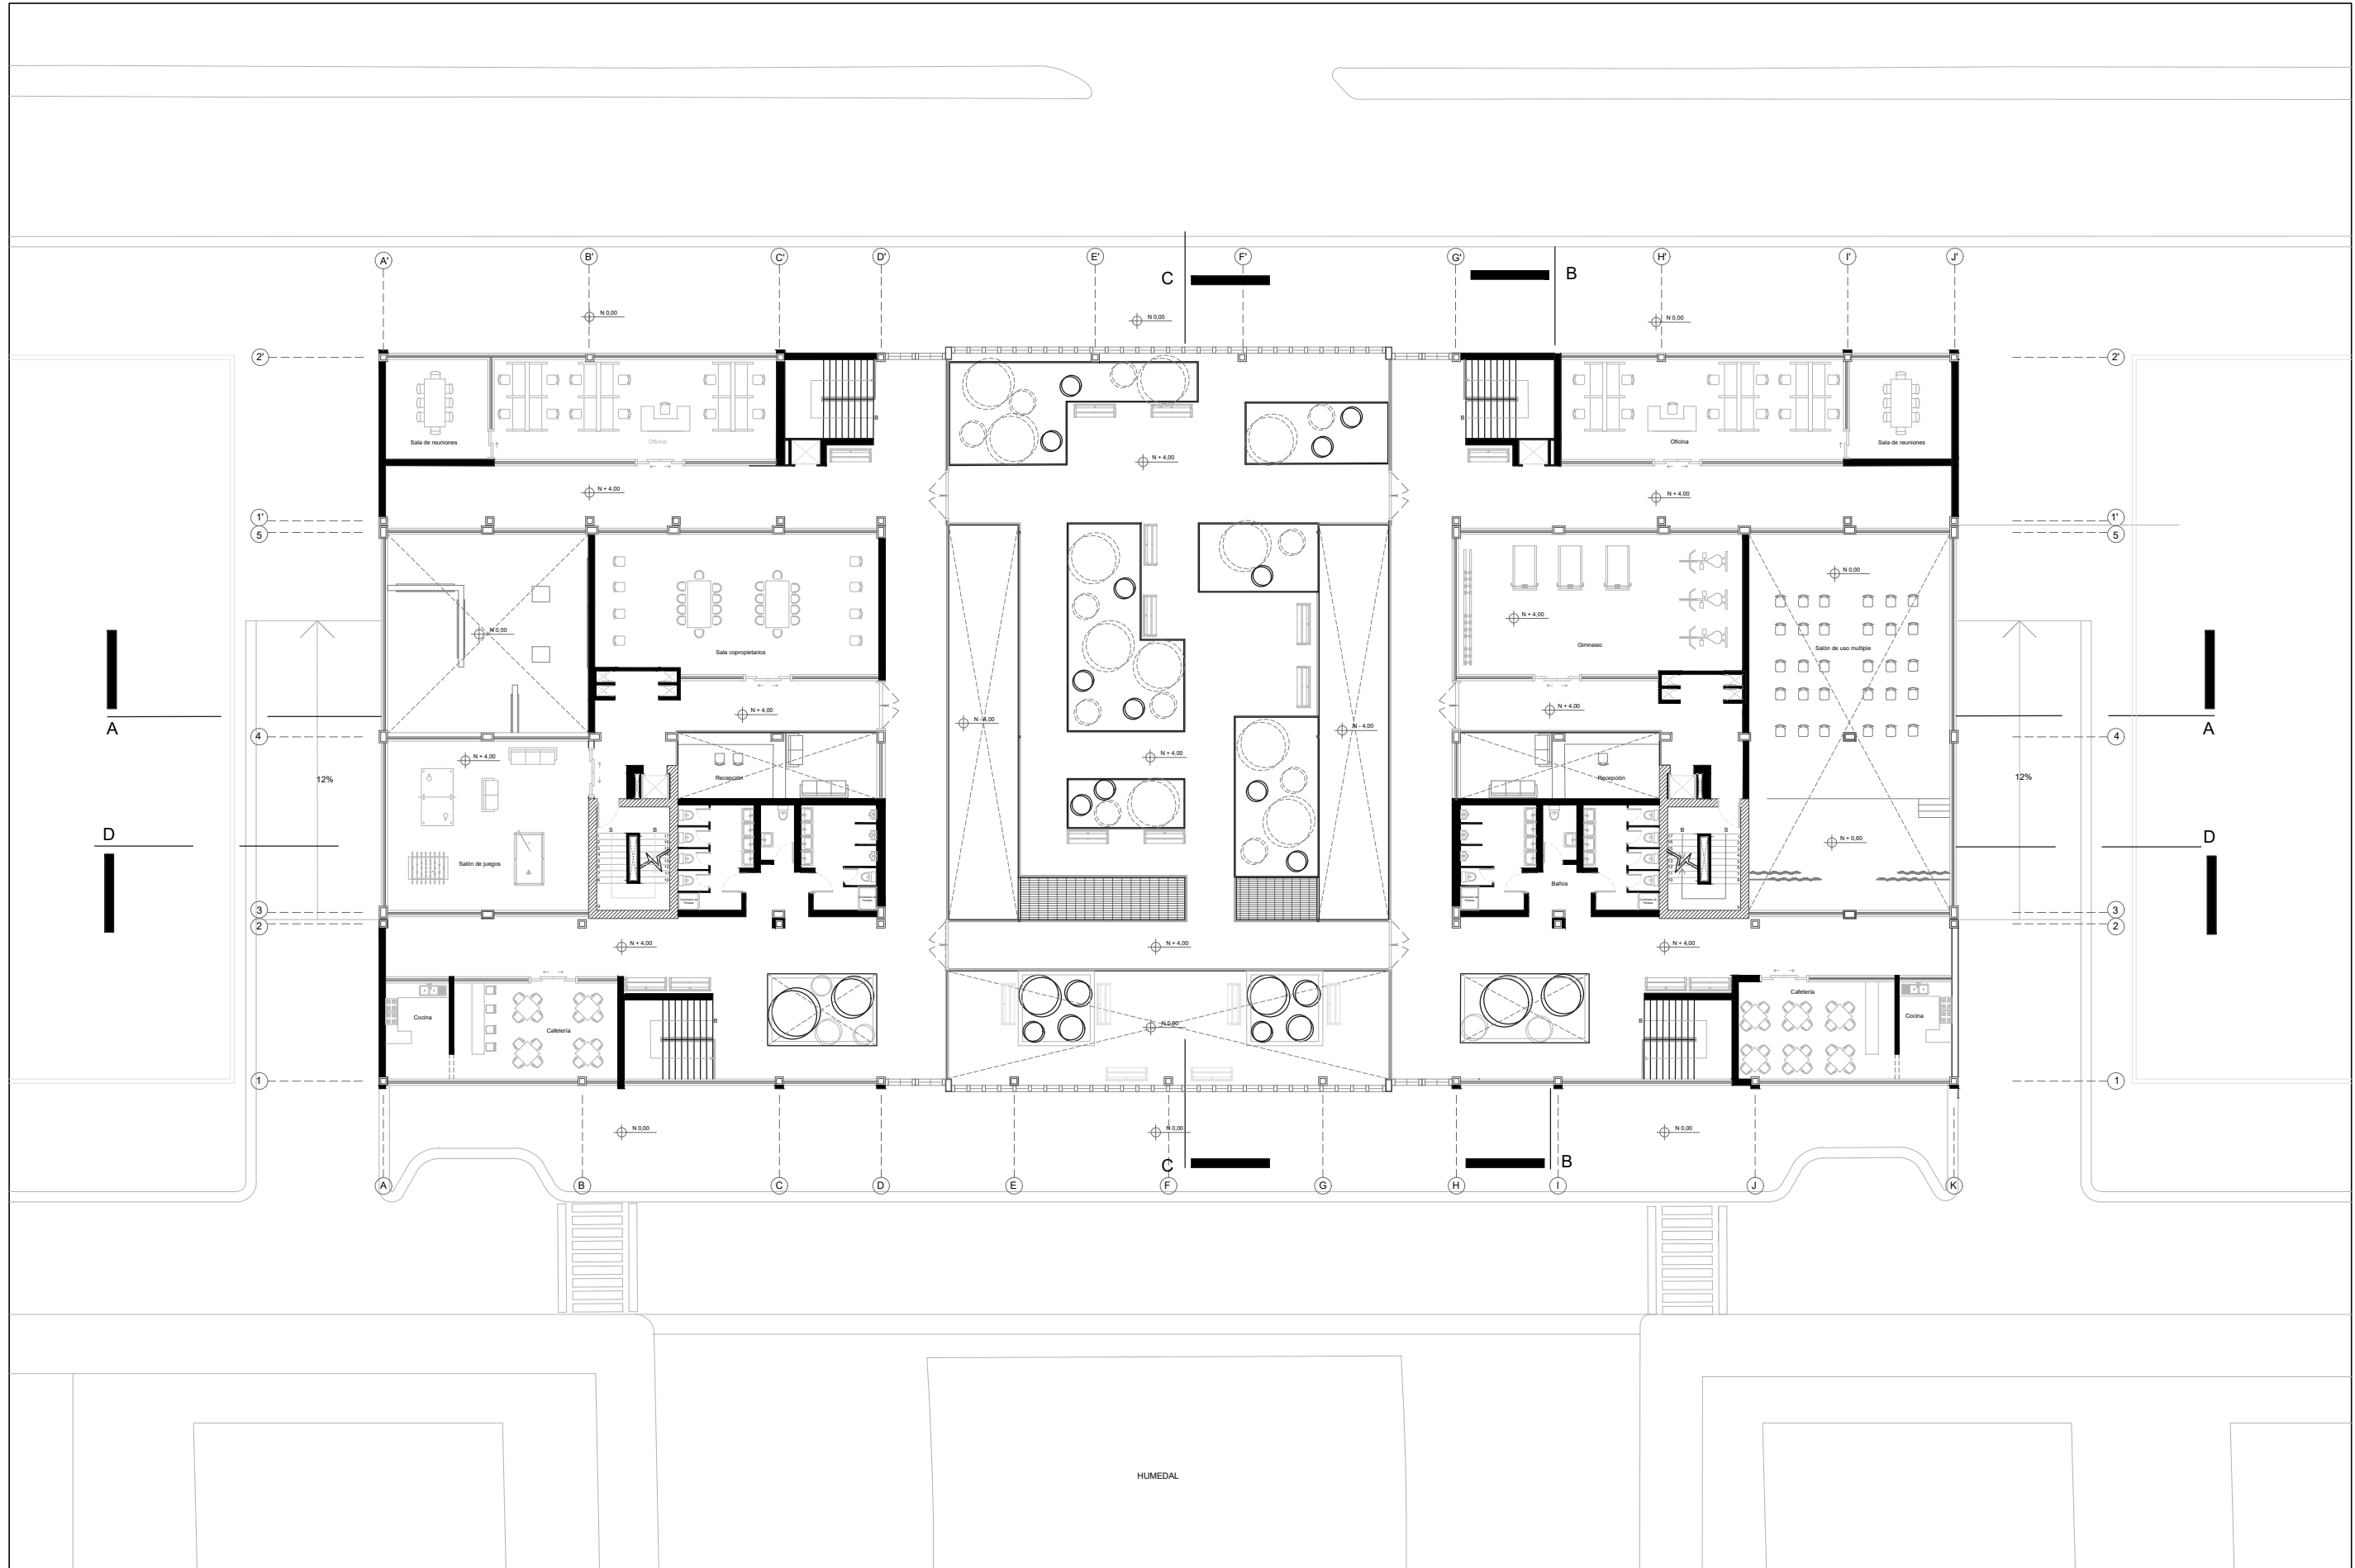 A'
B'
C'
D'
E'
F'
G'
H'
I'
J'
C
B
N 0,00
N 0,00
N 0,00
2'
2'
Sala de reuniones
Oficina
B
B
Oficina
Sala de reuniones
N + 4,00
N + 4,00
N + 4,00
1'
5
1'
5
N 0,00
Sala copropietarios
N + 4,00
Gimnasio
N 0,00
Salón de uso multiple
N + 4,00
N + 4,00
N - 4,00
N - 4,00
A
A
4
4
N + 4,00
Recepción
N + 4,00
Recepción
12%
12%
D
D
S
B
B
S
N + 0,60
Salón de juegos
Baños
3
2
3
2
N + 4,00
N + 4,00
N + 4,00
Cocina
Cafetería
B
N 0,00
B
Cafetería
Cocina
1
1
N 0,00
N 0,00
N 0,00
C
B
A
B
C
D
E
F
G
H
I
J
K
HUMEDAL